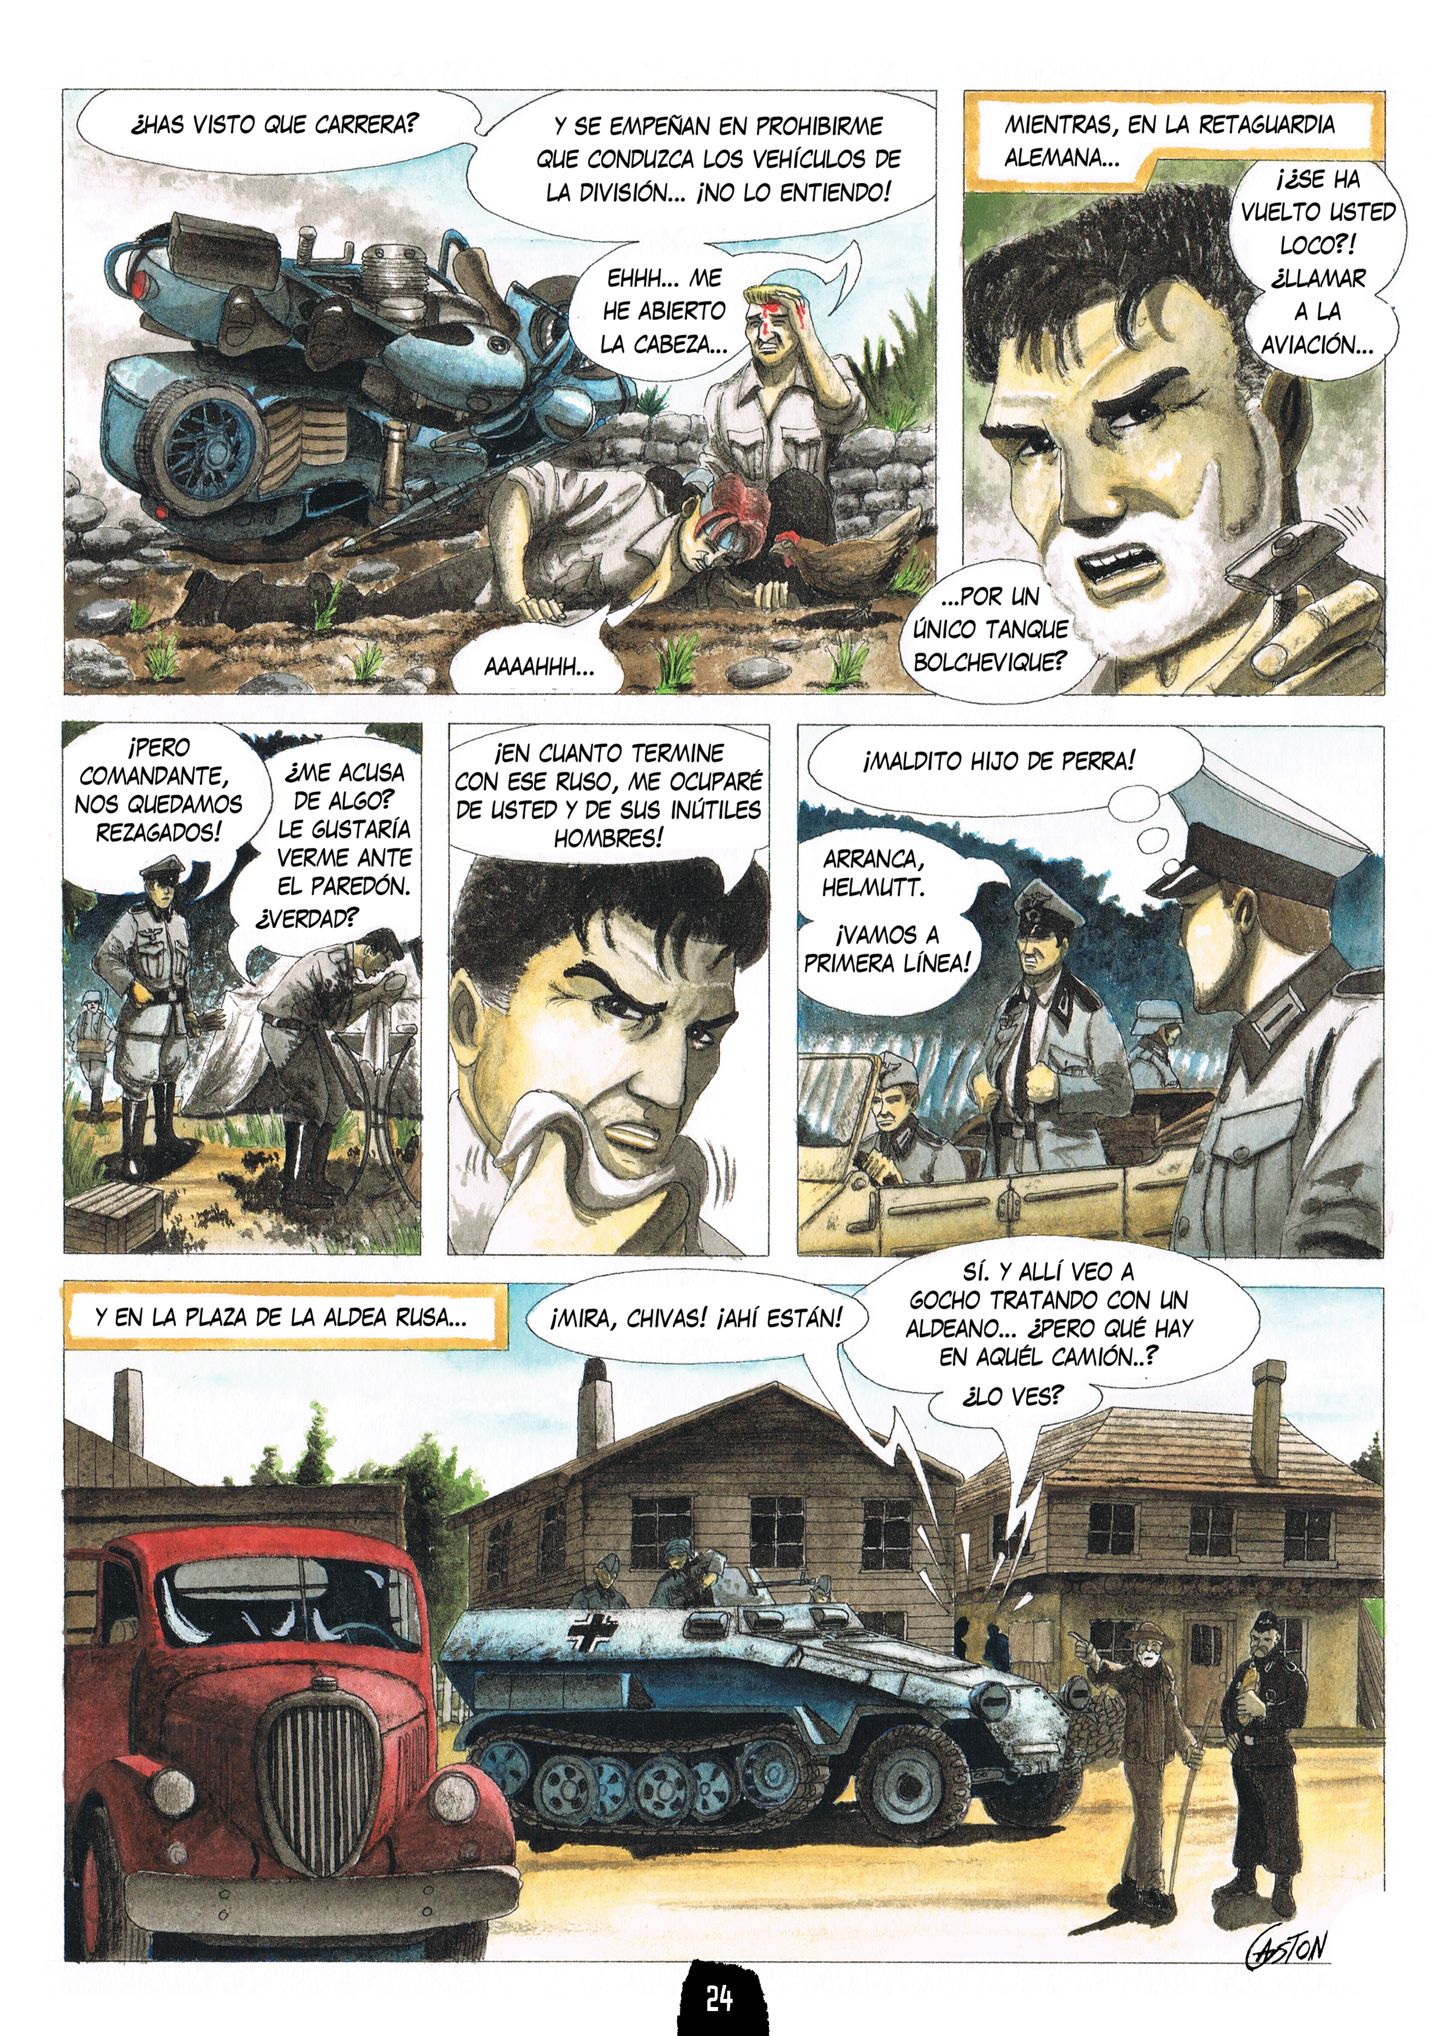 ¿HAS VISTO QUE CARRERA?
Y SE EMPEÑAN EN PROHIBIRME
QUE CONDUZCA LOS VEHÍCULOS DE
LA DIVISIÓN... ¡NO LO ENTIENDO!
EHHH... ME
HE ABIERTO
LA CABEZA...
AAAAHHH...
MIENTRAS, EN LA RETAGUARDIA
ALEMANA...
¡¿SE HA
VUELTO USTED
LOCO?!
¿LLAMAR
A LA
AVIACIÓN...
...POR UN
ÚNICO TANQUE
BOLCHEVIQUE?
¡PERO
COMANDANTE,
NOS QUEDAMOS
REZAGADOS!
¿ME ACUSA
DE ALGO?
LE GUSTARÍA
VERME ANTE
EL PAREDÓN.
¿VERDAD?
¡EN CUANTO TERMINE
CON ESE RUSO, ME OCUPARÉ
DE USTED Y DE SUS INÚTILES
HOMBRES!
¡MALDITO HIJO DE PERRA!
ARRANCA,
HELMUTT.
¡VAMOS A
PRIMERA LÍNEA!
Y EN LA PLAZA DE LA ALDEA RUSA...
¡MIRA, CHIVAS! ¡AHÍ ESTÁN!
SÍ. Y ALLÍ VEO A
GOCHO TRATANDO CON UN
ALDEANO... ¿PERO QUÉ HAY
EN AQUÉL CAMIÓN..?
¿LO VES?
GASTON
24